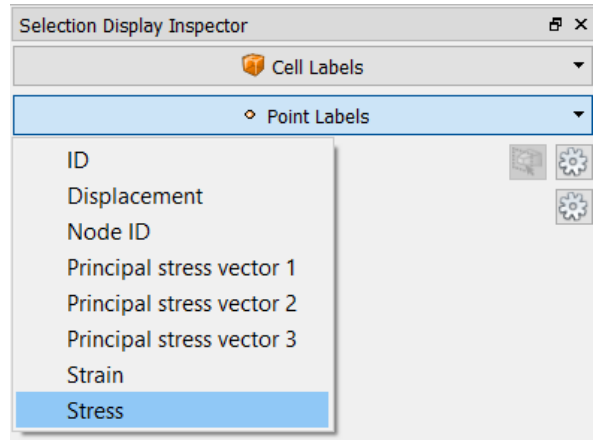 Selection Display Inspector
Cell Labels
Point Labels
ID
Displacement
Node ID
Principal stress vector 1
Principal stress vector 2
Principal stress vector 3
Strain
Stress